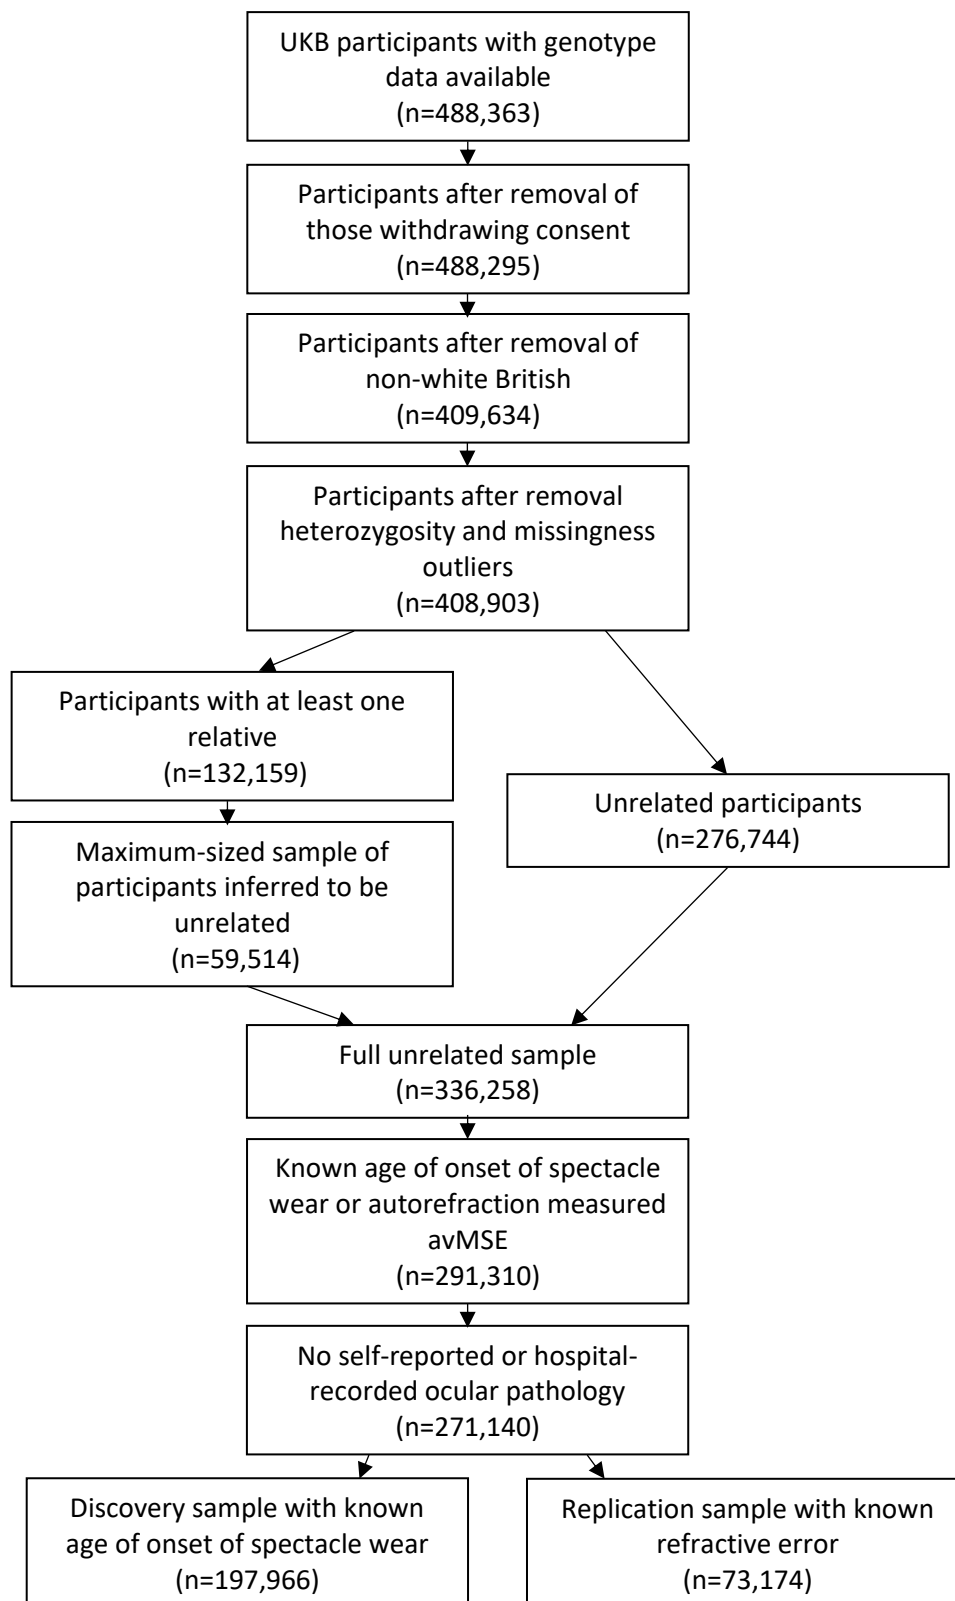 UKB participants with genotype
data available
(n=488,363)
Participants after removal of
those withdrawing consent
(n=488,295)
Participants after removal of
non-white British
(n=409,634)
Participants after removal
heterozygosity and missingness
outliers
(n=408,903)
Participants with at least one
relative
(n=132,159)
Unrelated participants
(n=276,744)
Maximum-sized sample of
participants inferred to be
unrelated
(n=59,514)
Full unrelated sample
(n=336,258)
Known age of onset of spectacle
wear or autorefraction measured
avMSE
(n=291,310)
No self-reported or hospital-
recorded ocular pathology
(n=271,140)
Discovery sample with known
age of onset of spectacle wear
(n=197,966)
Replication sample with known
refractive error
(n=73,174)